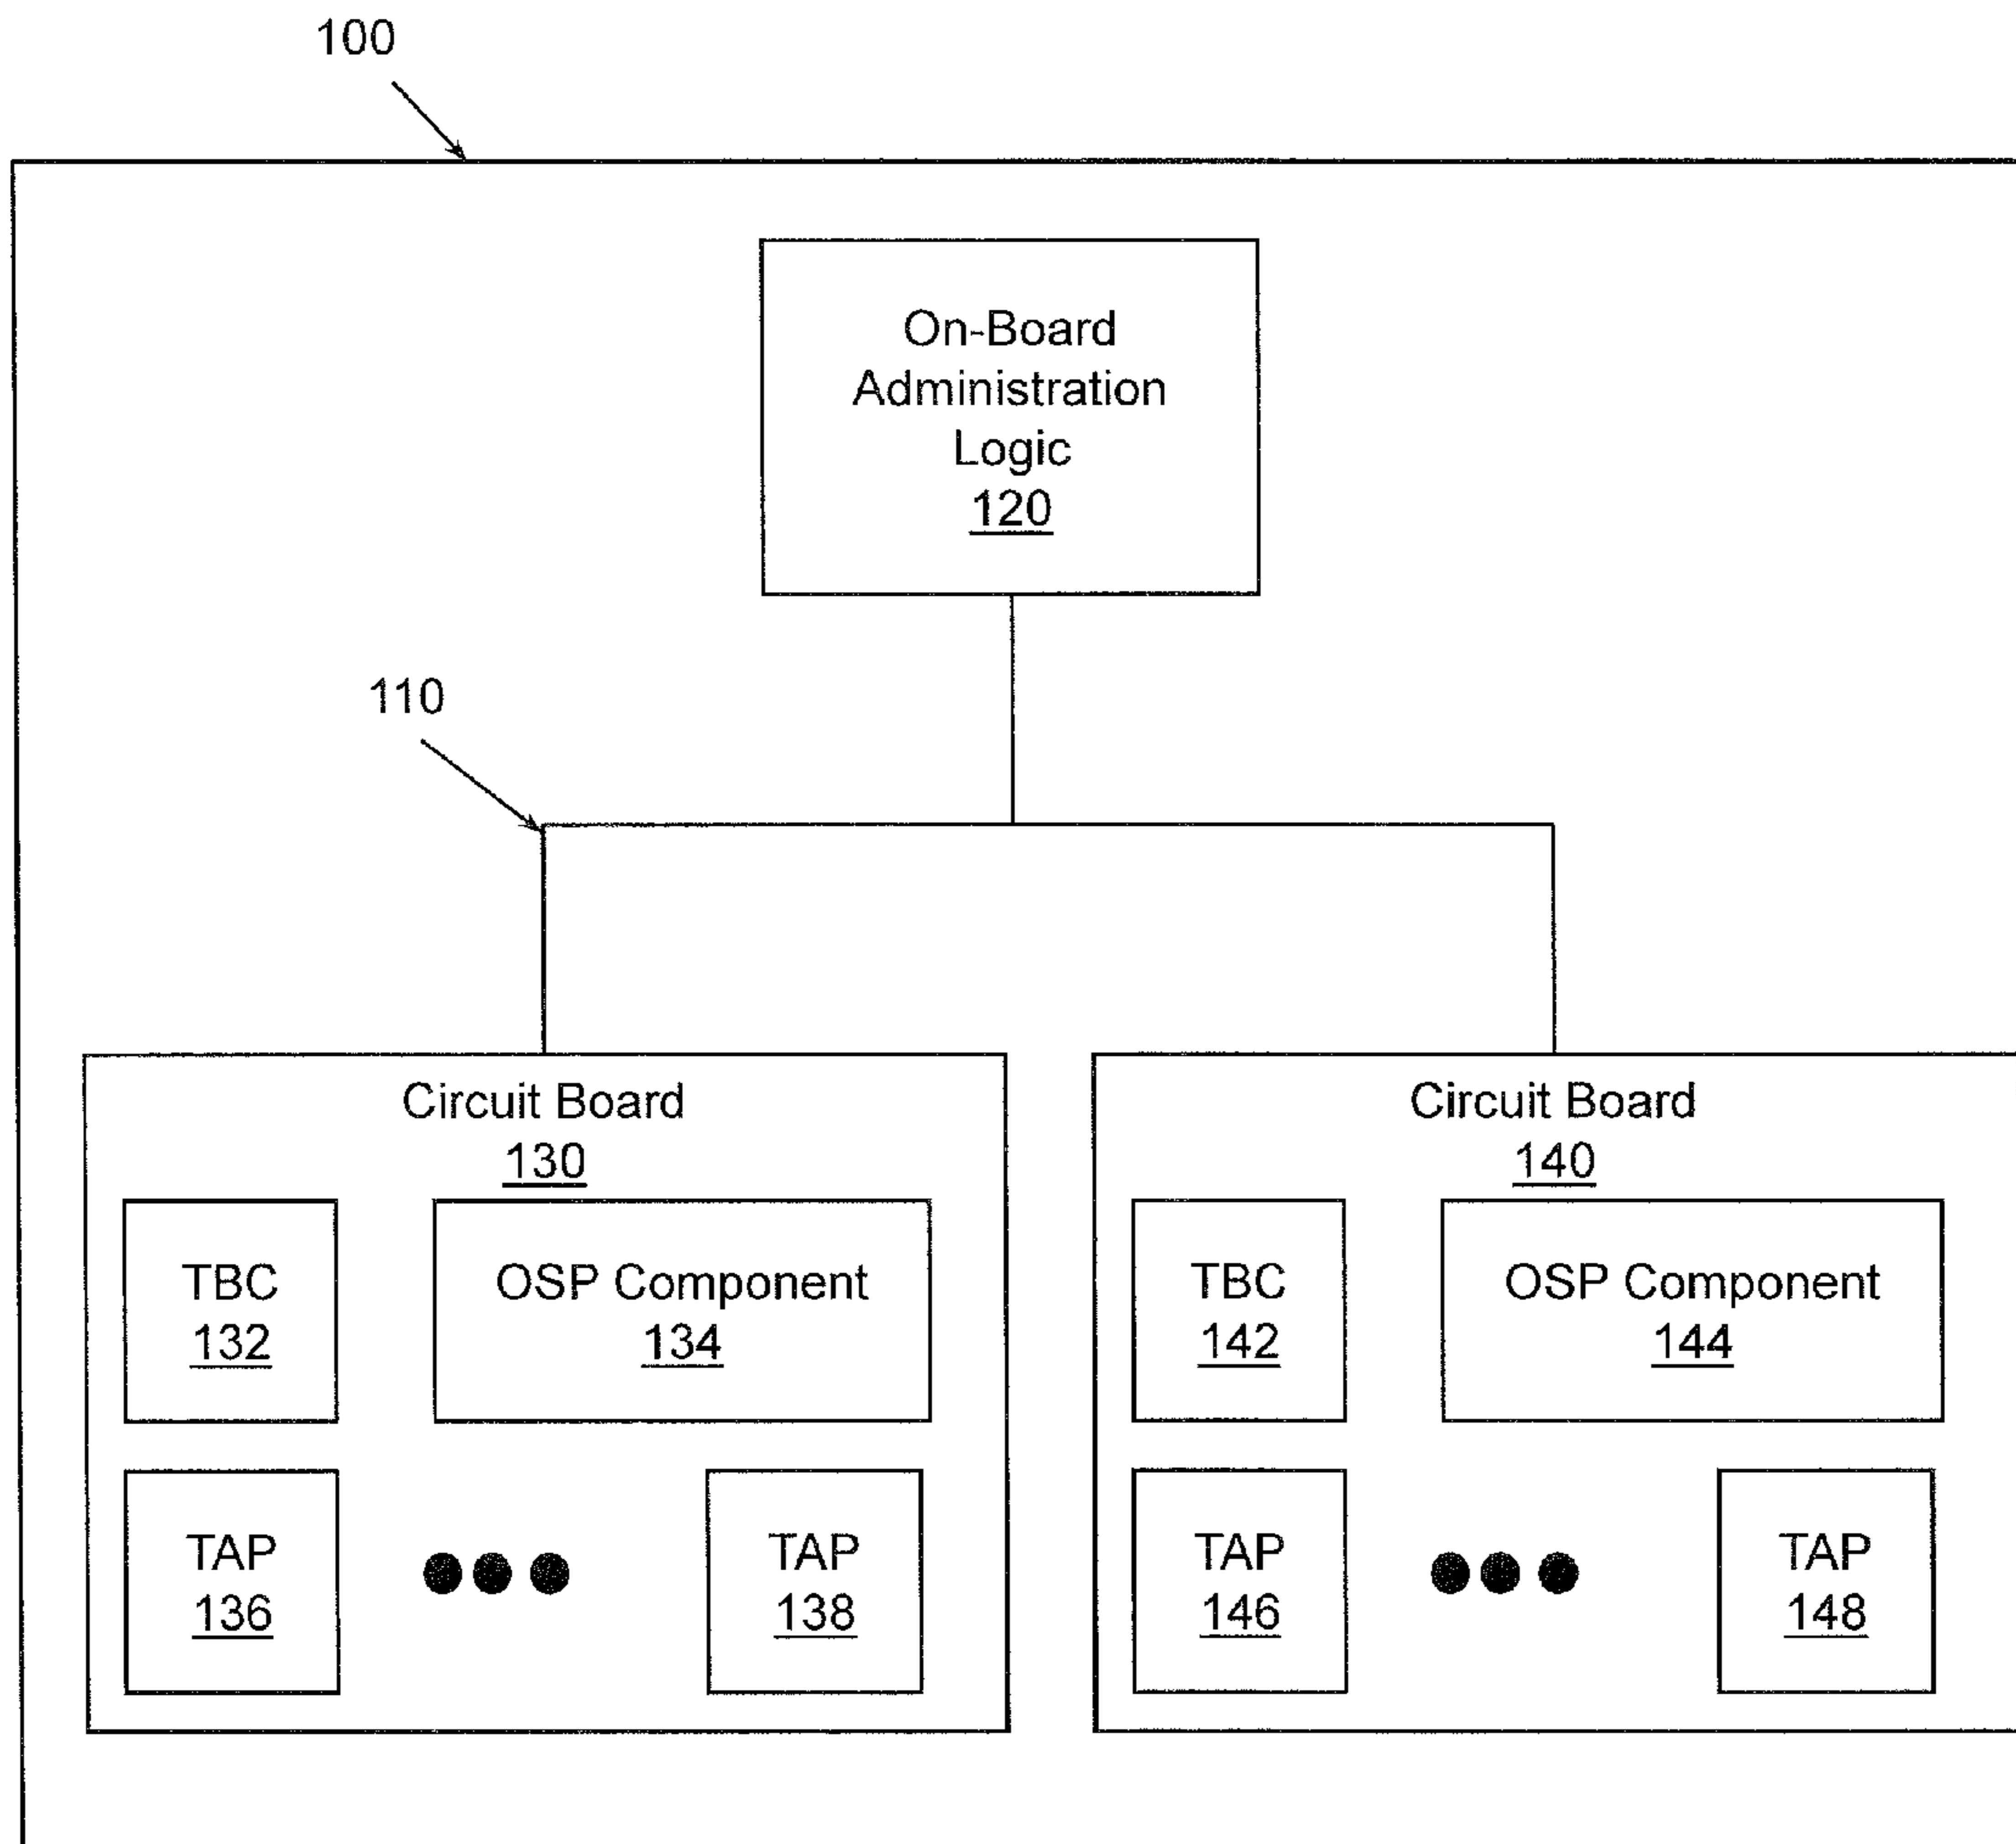 100
On-Board
Administration
Logic
120
110
Circuit Board
130
TBC
132
OSP Component
134
TAP
136
TAP
138
Circuit Board
140
TBC
142
OSP Component
144
TAP
146
TAP
148